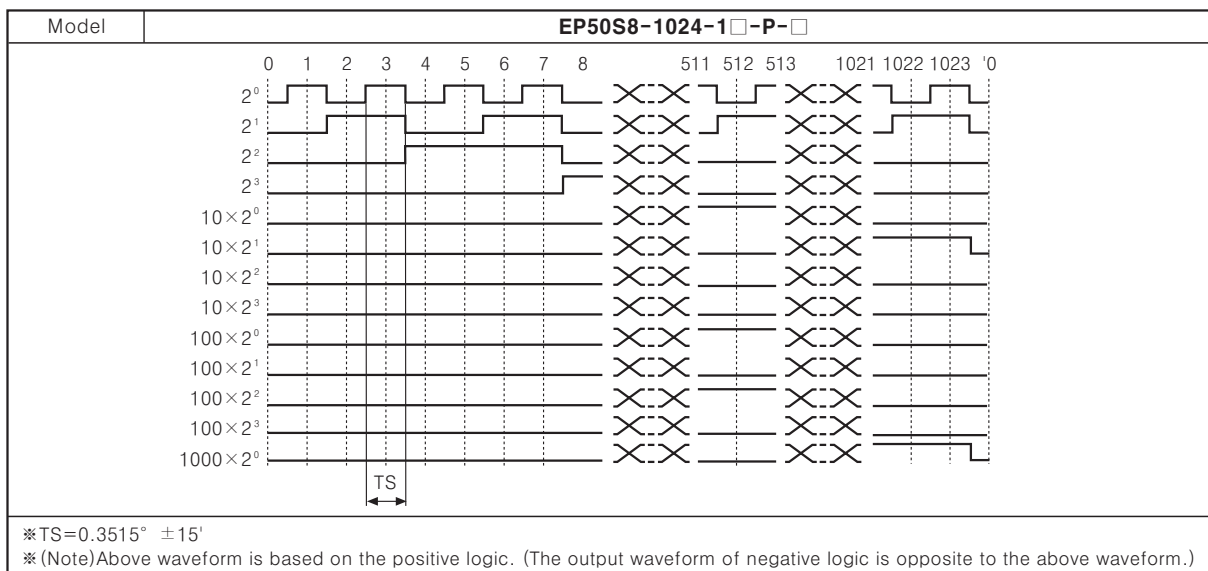 Model EP50S8-1024-1□-P-□
0 1 2 3 4 5 6 7 8 511 512 513 1021 1022 1023 '0
2⁰
2¹
2²
2³
10×2⁰
10×2¹
10×2²
10×2³
100×2⁰
100×2¹
100×2²
100×2³
1000×2⁰
TS
※TS=0.3515° ±15'
※(Note)Above waveform is based on the positive logic. (The output waveform of negative logic is opposite to the above waveform.)